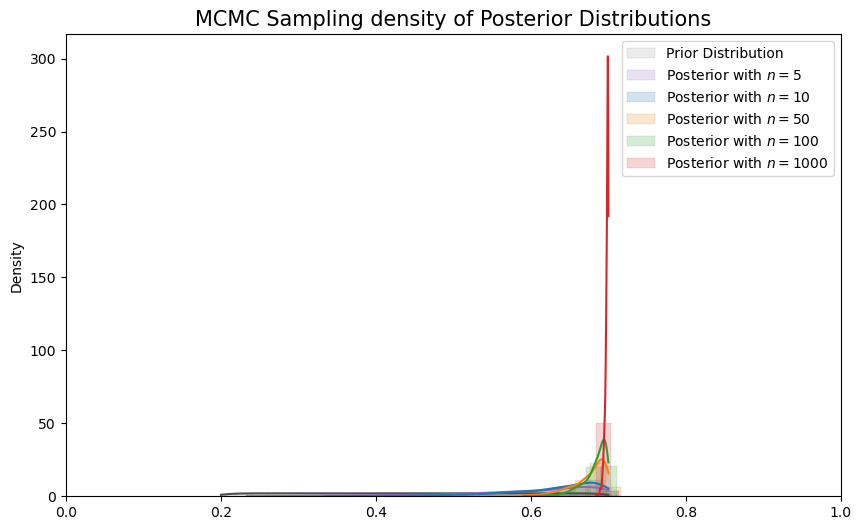 MCMC Sampling density of Posterior Distributions
300
250
200
150
100
50
0
Density
0.0
0.2
0.4
0.6
0.8
1.0
Prior Distribution
Posterior with n = 5
Posterior with n = 10
Posterior with n = 50
Posterior with n = 100
Posterior with n = 1000